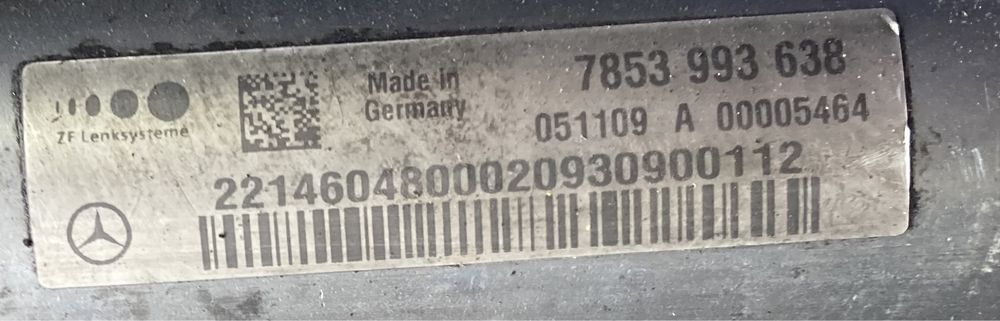 7853 993 638
Made in
Germany
051109 A 00005464
ZF Lenksysteme
2214604800020930900112